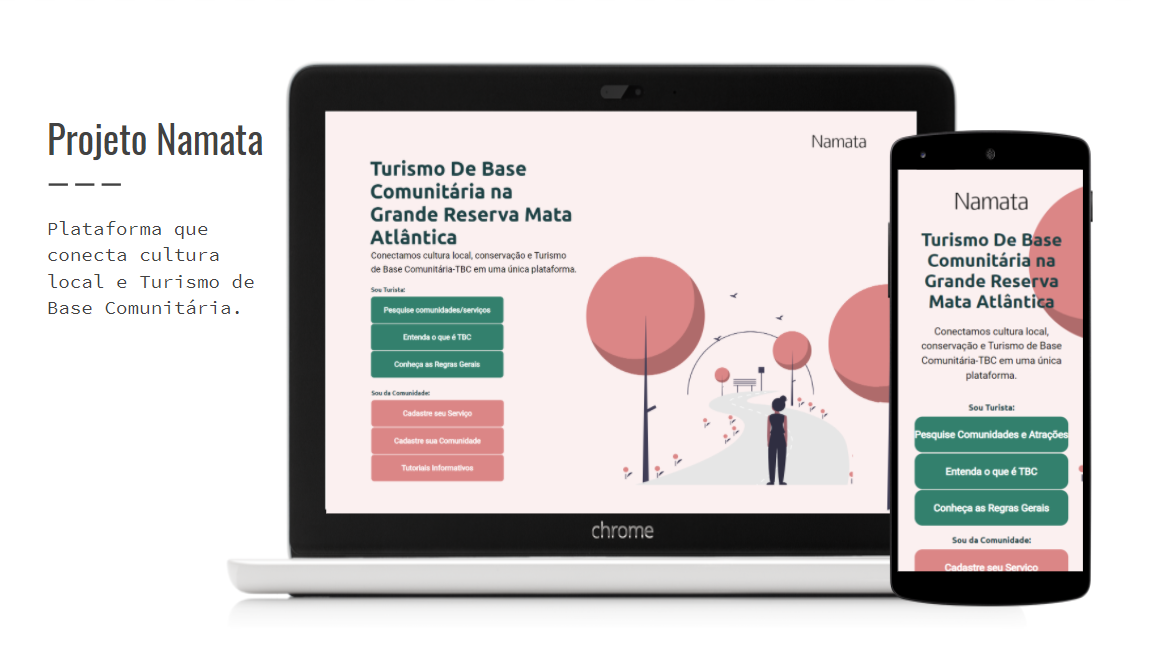 Projeto Namata
Plataforma que
conecta cultura
local e Turismo de
Base Comunitária.
Namata
Turismo De Base
Comunitária na
Grande Reserva Mata
Atlântica
Conectamos cultura local, conservação e Turismo
de Base Comunitária-TBC em uma única plataforma.
Sou Turista:
Pesquise comunidades/serviços
Entenda o que é TBC
Conheça as Regras Gerais
Sou da Comunidade:
Cadastre seu Serviço
Cadastre sua Comunidade
Tutoriais Informativos
chrome
Namata
Turismo De Base
Comunitária na
Grande Reserva
Mata Atlântica
Conectamos cultura local,
conservação e Turismo de Base
Comunitária-TBC em uma única
plataforma.
Sou Turista:
Pesquise Comunidades e Atrações
Entenda o que é TBC
Conheça as Regras Gerais
Sou da Comunidade:
Cadastre seu Serviço